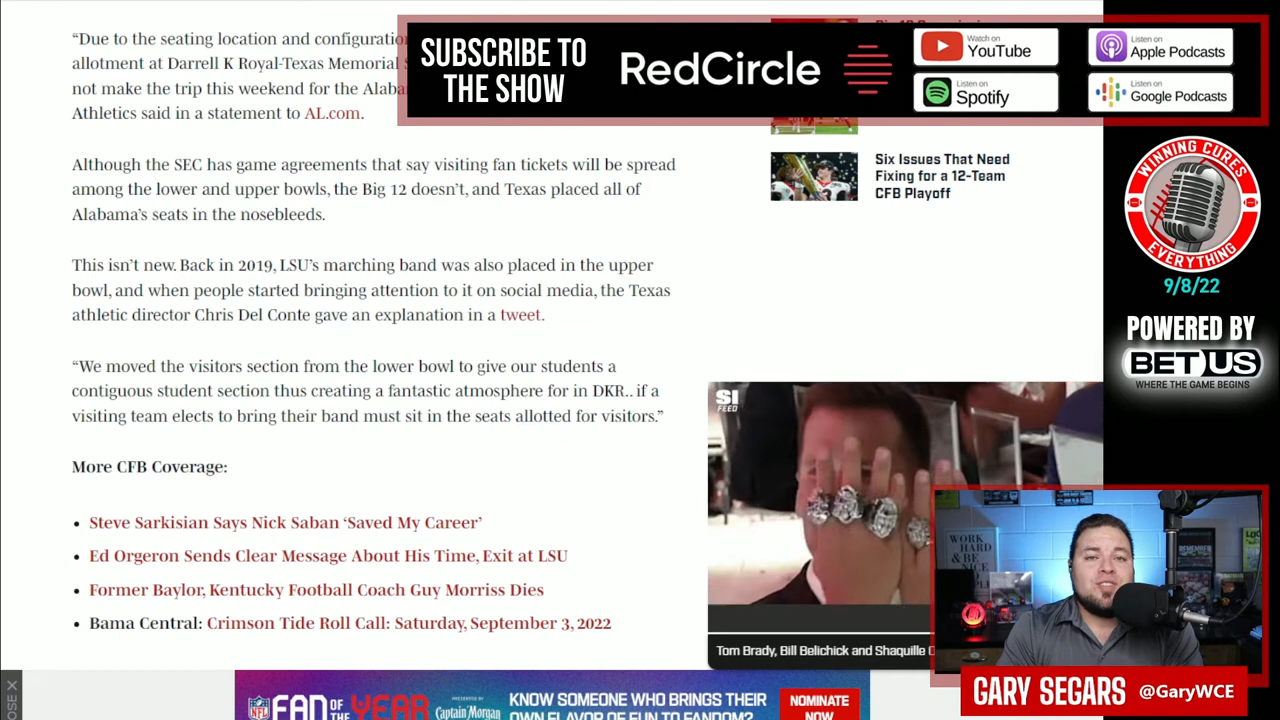 “Due to the seating location and
allotment at Darrell K Royal-Texas Memorial
not make the trip this weekend for the
Athletics said in a statement to AL.com.
Although the SEC has game agreements that say visiting fan tickets will be spread
among the lower and upper bowls, the Big 12 doesn’t, and Texas placed all of
Alabama’s seats in the nosebleeds.
This isn’t new. Back in 2019, LSU’s marching band was also placed in the upper
bowl, and when people started bringing attention to it on social media, the Texas
athletic director Chris Del Conte gave an explanation in a tweet.
“We moved the visitors section from the lower bowl to give our students a
contiguous student section thus creating a fantastic atmosphere for in DKR.. if a
visiting team elects to bring their band must sit in the seats allotted for visitors.”
More CFB Coverage:
• Steve Sarkisian Says Nick Saban ‘Saved My Career’
• Ed Orgeron Sends Clear Message About His Time, Exit at LSU
• Former Baylor, Kentucky Football Coach Guy Morriss Dies
• Bama Central: Crimson Tide Roll Call: Saturday, September 3, 2022
SUBSCRIBE TO
THE SHOW
RedCircle
Watch on
YouTube
Listen on
Spotify
Listen on
Apple Podcasts
Listen on
Google Podcasts
Six Issues That Need
Fixing for a 12-Team
CFB Playoff
WINNING CURES
EVERYTHING
9/8/22
POWERED BY
BETUS
WHERE THE GAME BEGINS
SI
FEED
Tom Brady, Bill Belichick and Shaquille
WORK
HARD
& BE
NICE
GARY SEGARS @GaryWCE
NFL
FAN OF THE YEAR
PRESENTED BY
Captain Morgan
KNOW SOMEONE WHO BRINGS THEIR
OWN FLAVOR OF FUN TO FANDOM?
NOMINATE
NOW